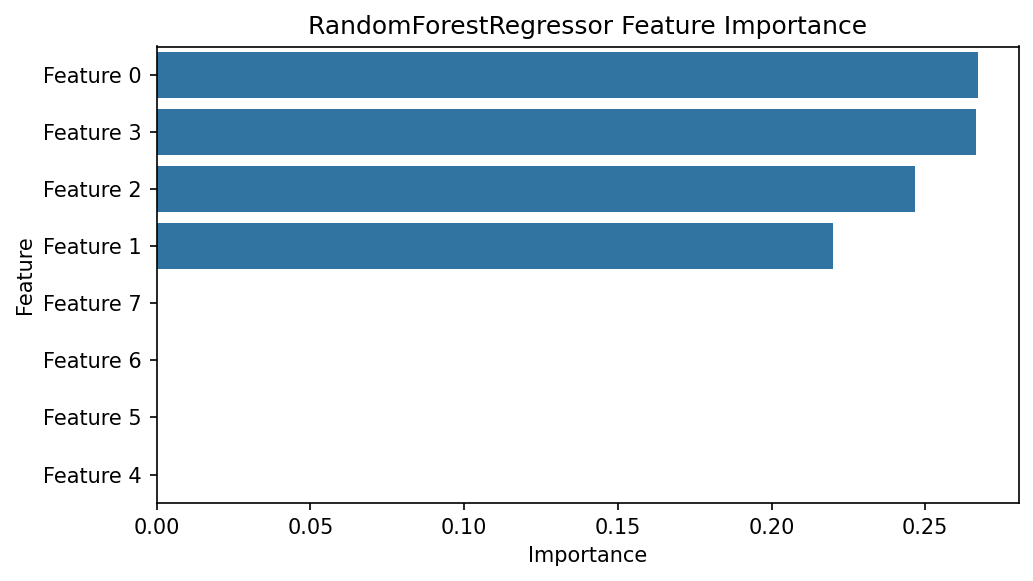 RandomForestRegressor Feature Importance
Feature
Feature 0
Feature 3
Feature 2
Feature 1
Feature 7
Feature 6
Feature 5
Feature 4
0.00 0.05 0.10 0.15 0.20 0.25
Importance